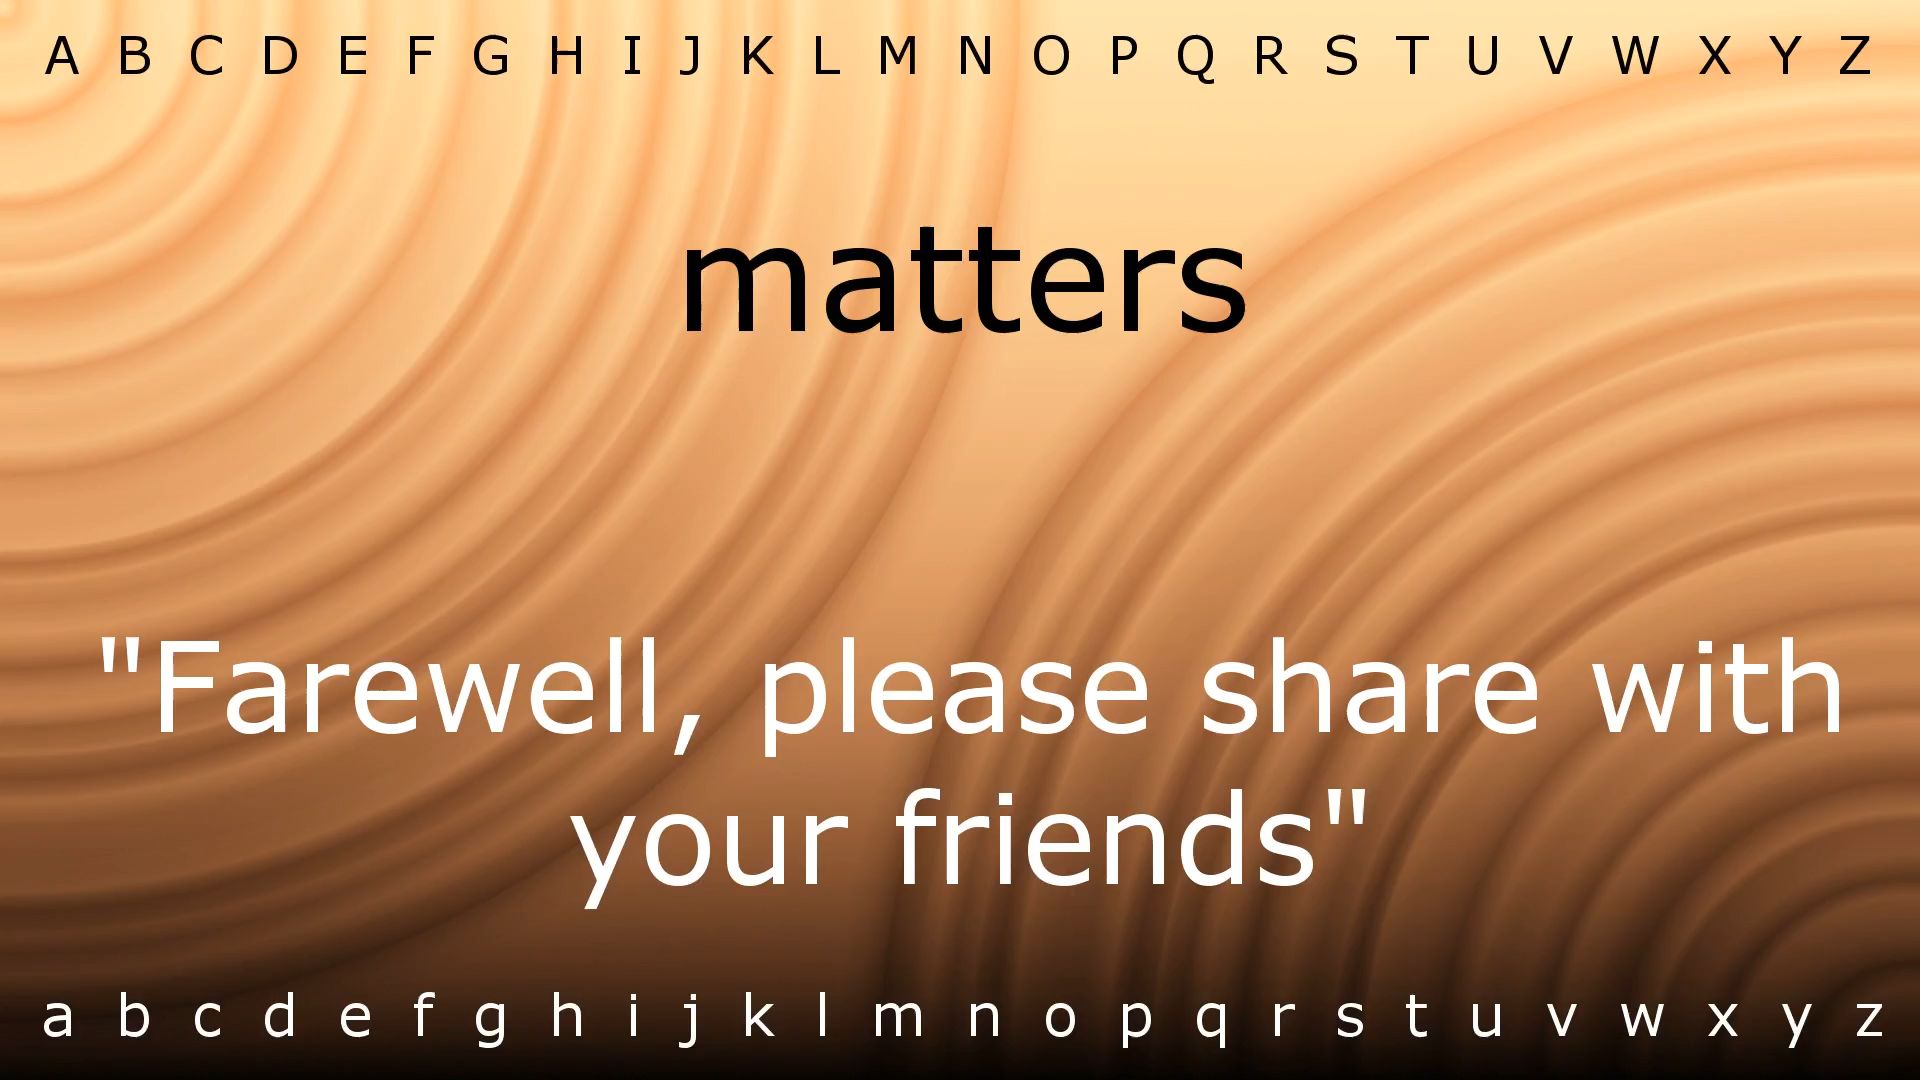 A B C D E F G H I J K L M N O P Q R S T U V W X Y Z
matters
"Farewell, please share with
your friends"
a b c d e f g h i j k l m n o p q r s t u v w x y z